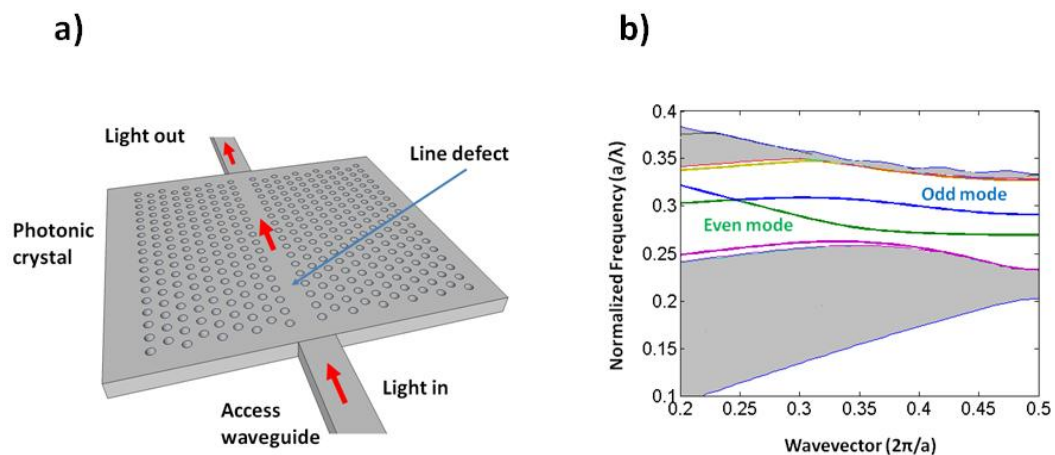 a)
Light out
Line defect
Photonic
crystal
Light in
Access
waveguide
b)
Normalized Frequency (a/λ)
0.4
0.35
0.3
0.25
0.2
0.15
0.1
Odd mode
Even mode
0.2 0.25 0.3 0.35 0.4 0.45 0.5
Wavevector (2π/a)